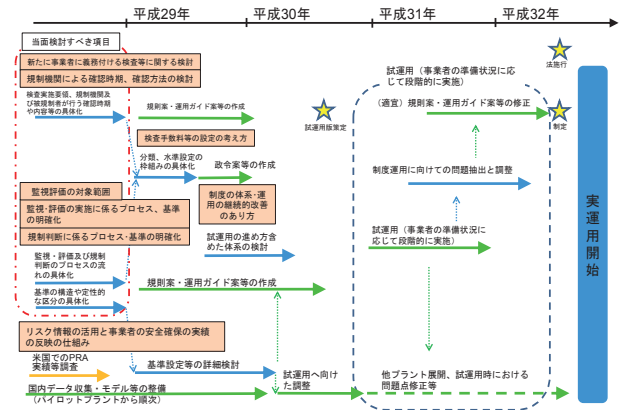 平成29年
平成30年
平成31年
平成32年
当面検討すべき項目
新たに事業者に義務付ける検査等に関する検討
規制機関による確認時期、確認方法の検討
検査実施要領、規制機関及
び被規制者が行う確認時期
や内容等の具体化
規則案・運用ガイド案等の作成
検査手数料等の設定の考え方
分類、水準設定の
枠組みの具体化
政令案等の作成
監視評価の対象範囲
監視・評価の実施に係るプロセス、基準
の明確化
規制判断に係るプロセス・基準の明確化
制度の体系・運
用の継続的改善
のあり方
試運用の進め方含
めた体系の検討
監視・評価及び規制
判断のプロセスの流
れの具体化
基準の構造や定性的
な区分の具体化
規則案・運用ガイド案等の作成
リスク情報の活用と事業者の安全確保の実績
の反映の仕組み
米国でのPRA
実績等調査
基準設定等の詳細検討
国内データ収集・モデル等の整備
（パイロットプラントから順次）
試運用へ向け
た調整
試運用版策定
試運用（事業者の準備状況に応
じて段階的に実施）
（適宜）規則案・運用ガイド案等の修正
制度運用に向けての問題抽出と調整
試運用（事業者の準備状況に
応じて段階的に実施）
他プラント展開、試運用時における
問題点修正等
法施行
制定
実運用開始